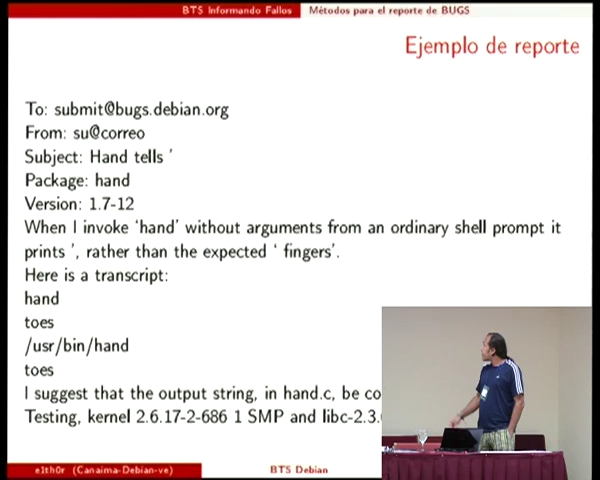 BTS Informando Fallos Métodos para el reporte de BUGS
Ejemplo de reporte
To: submit@bugs.debian.org
From: su@correo
Subject: Hand tells '
Package: hand
Version: 1.7-12
When I invoke ‘hand’ without arguments from an ordinary shell prompt it
prints ’, rather than the expected ‘ fingers’.
Here is a transcript:
hand
toes
/usr/bin/hand
toes
I suggest that the output string, in hand.c, be co
Testing, kernel 2.6.17-2-686 1 SMP and libc-2.3.
e1th0r (Canaima-Debian-ve) BTS Debian